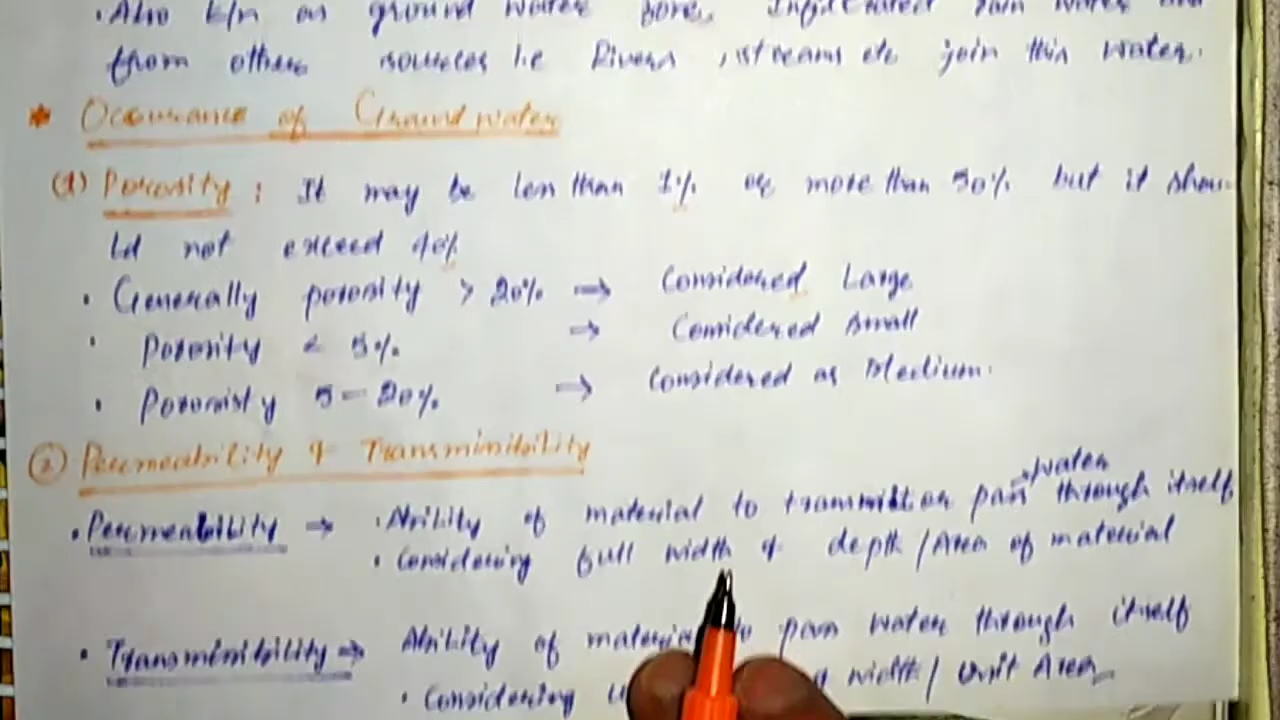 • Also k/n as ground water zone. Infiltrated rain water and
from other sources i.e Rivers, streams etc join this water.
* Occurance of Groundwater
(1) Porosity : It may be less than 1% or more than 50% but it shou-
ld not exceed 40%
• Generally porosity > 20% → Considered Large
• Porosity < 5% → Considered small
• Porosisty 5 - 20% → Considered as Medium.
(2) Permeability & Transmissibility
• Permeability → • Ability of material to transmit or pass water through itself
• Considering full width & depth / Area of material
• Transmissibility → Ability of material to pass water through itself
• Considering width / Unit Area